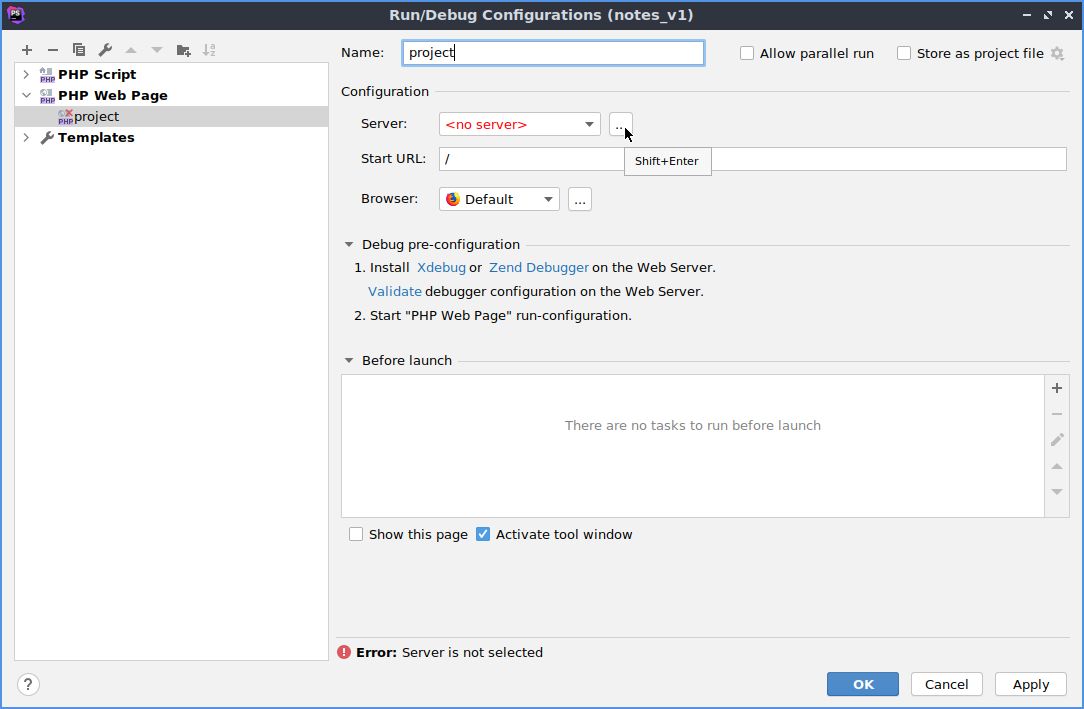 Run/Debug Configurations (notes_v1)
Name: project
Allow parallel run
Store as project file
PHP Script
PHP Web Page
project
Templates
Configuration
Server: <no server> ...
Shift+Enter
Start URL: /
Browser: Default ...
Debug pre-configuration
1. Install Xdebug or Zend Debugger on the Web Server.
Validate debugger configuration on the Web Server.
2. Start "PHP Web Page" run-configuration.
Before launch
There are no tasks to run before launch
Show this page Activate tool window
Error: Server is not selected
? OK Cancel Apply